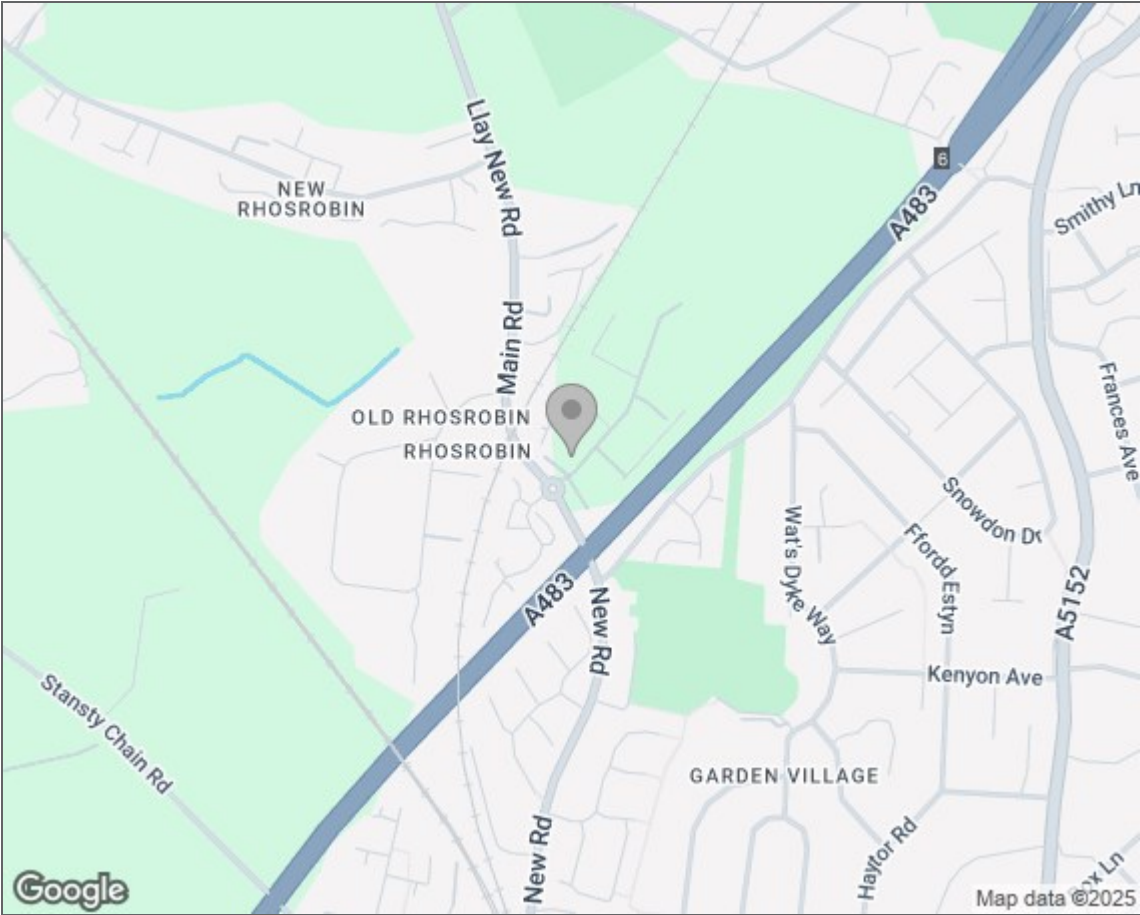 Llay New Rd
6
A483
Smithy Ln
NEW
RHOSROBIN
Main Rd
Frances Ave
OLD RHOSROBIN
RHOSROBIN
Snowdon Dr
Wat's Dyke Way
Ffordd Estyn
A483
New Rd
A5152
Kenyon Ave
Stansty Chain Rd
GARDEN VILLAGE
New Rd
Haytor Rd
Ln
Google
Map data ©2025